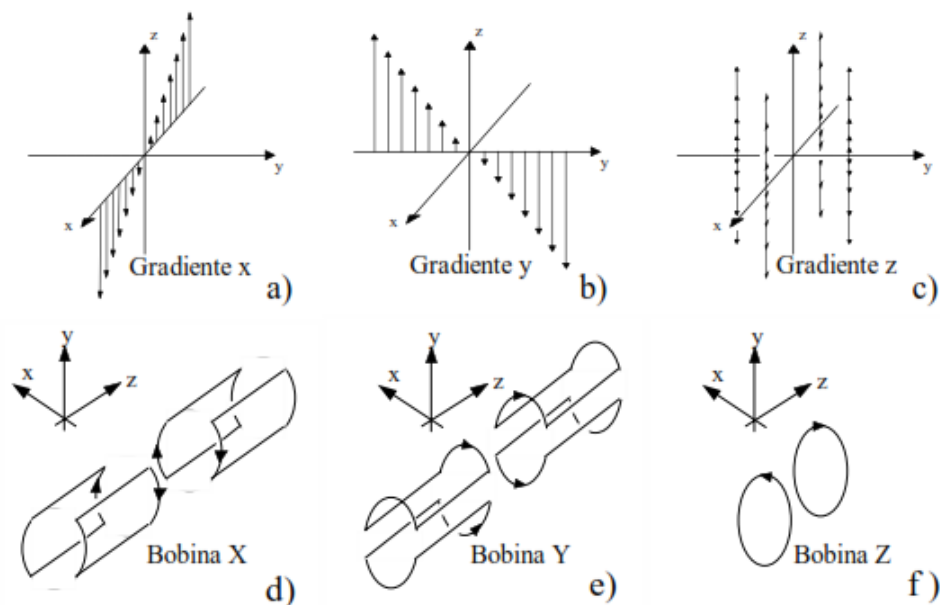 z
y
x
Gradiente x
a)
z
y
x
Gradiente y
b)
z
y
x
Gradiente z
c)
y
x
z
Bobina X
d)
y
x
z
Bobina Y
e)
y
x
z
Bobina Z
f )